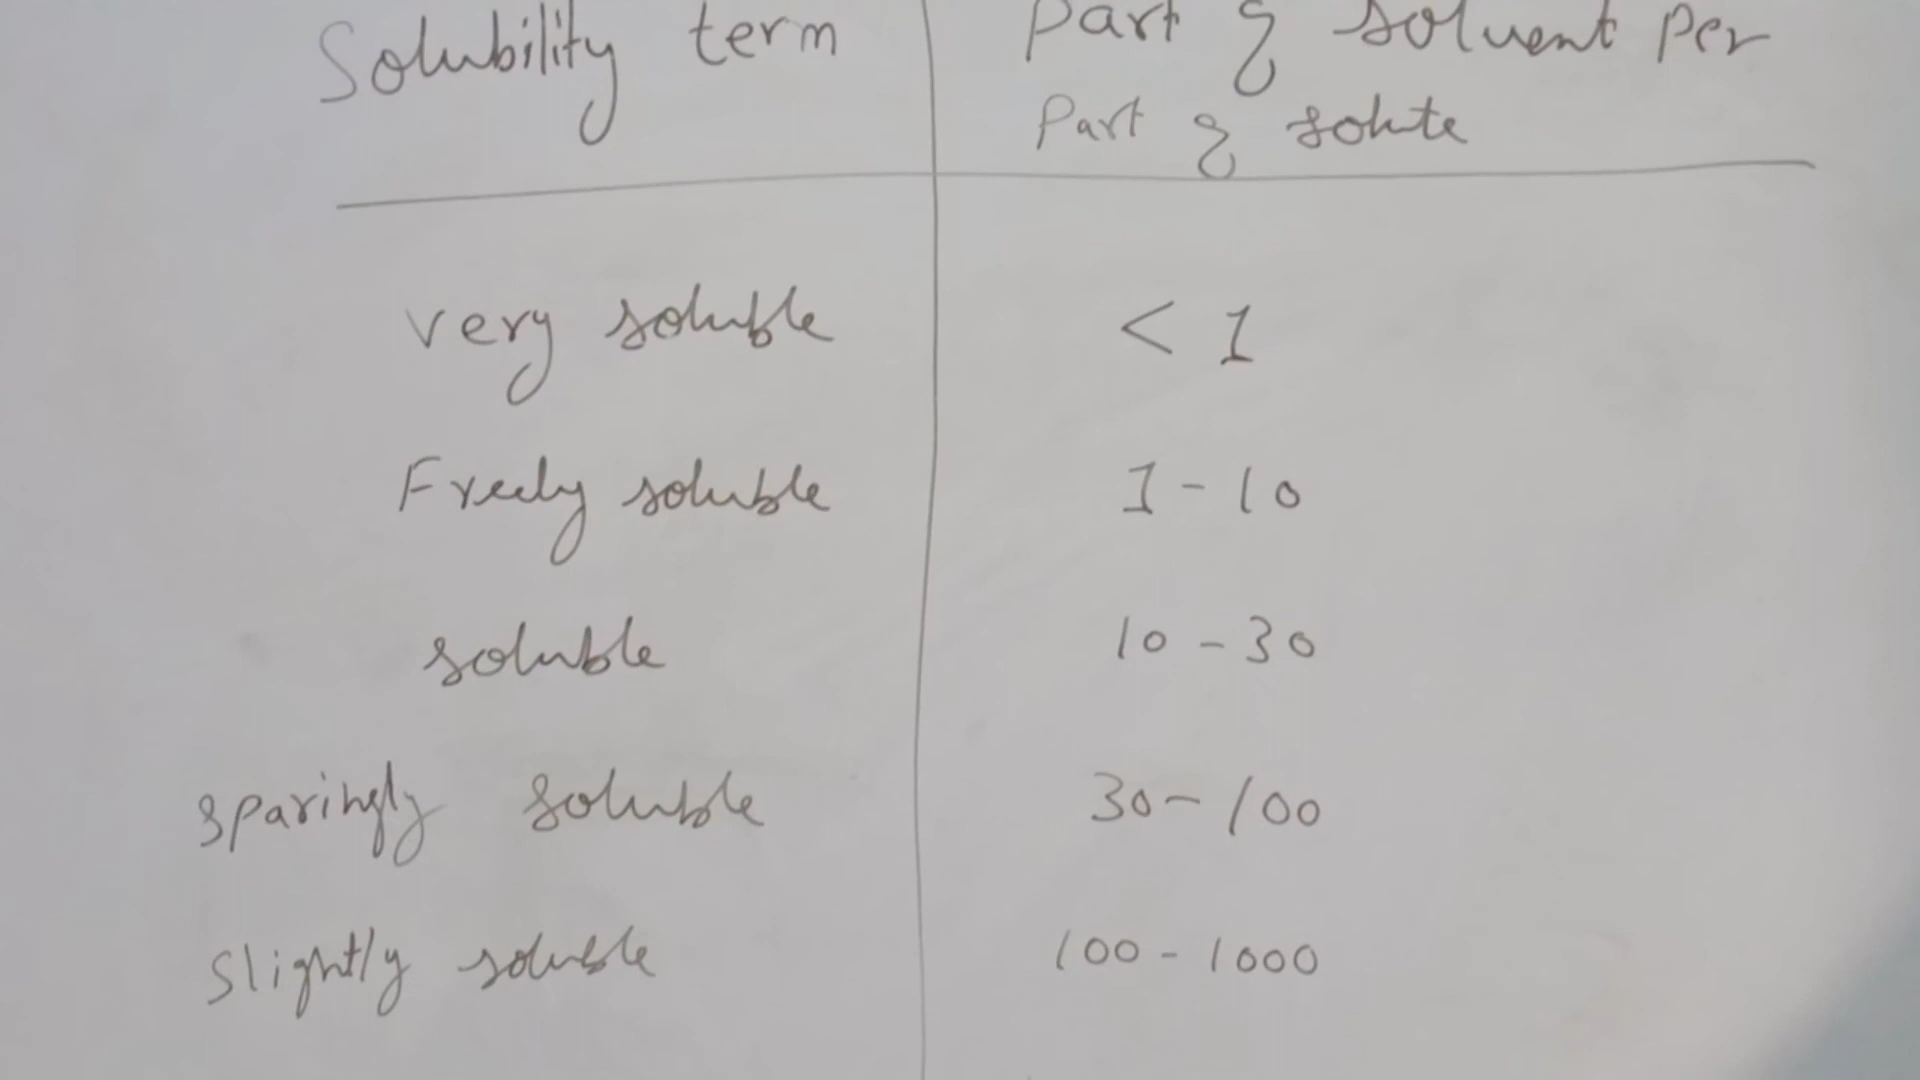 Solubility term
Part of solvent per
Part of solute
very soluble
< 1
Freely soluble
1 - 10
soluble
10 - 30
sparingly soluble
30 - 100
slightly soluble
100 - 1000